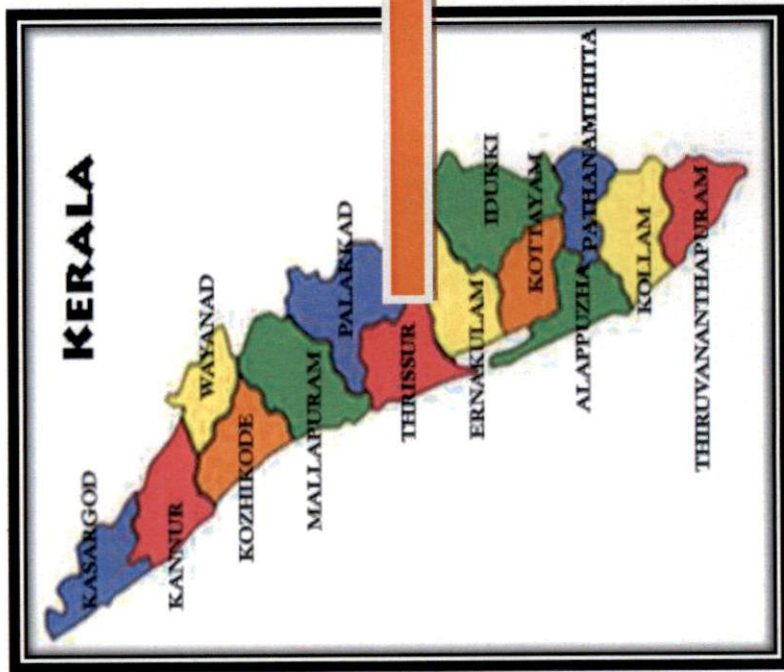 KERALA
KASARGOD
KANNUR
WAYANAD
KOZHIKODE
MALLAPURAM
PALAKKAD
THRISSUR
ERNAKULAM
IDUKKI
KOTTAYAM
ALAPPUZHA
PATHANAMTHITTA
KOLLAM
THIRUVANANTHAPURAM